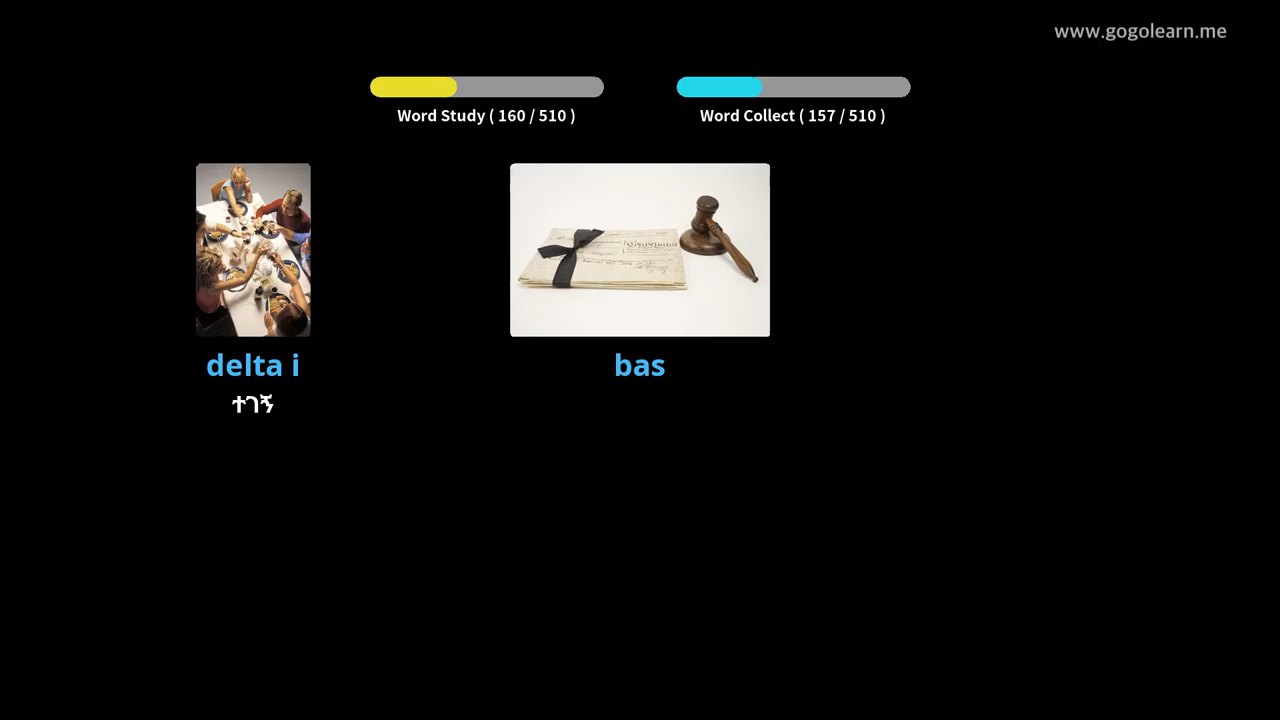 www.gogolearn.me
Word Study ( 160 / 510 )
Word Collect ( 157 / 510 )
delta i
ተገኝ
bas